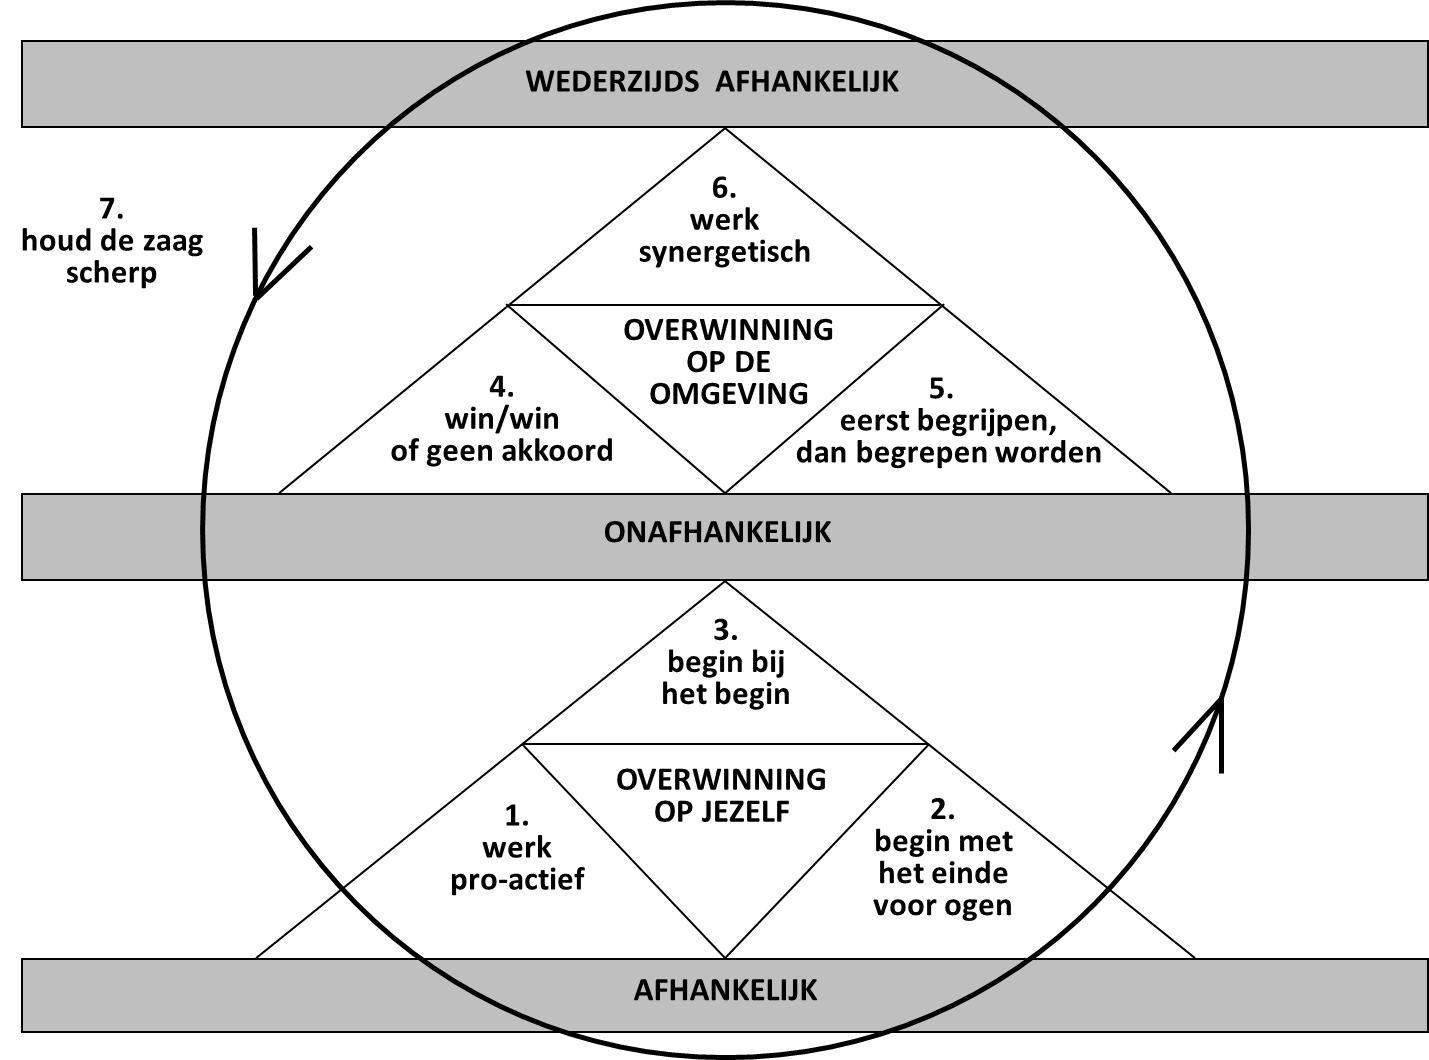 WEDERZIJDS AFHANKELIJK
7.
houd de zaag
scherp
6.
werk
synergetisch
OVERWINNING
OP DE
OMGEVING
4.
win/win
of geen akkoord
5.
eerst begrijpen,
dan begrepen worden
ONAFHANKELIJK
3.
begin bij
het begin
OVERWINNING
OP JEZELF
1.
werk
pro-actief
2.
begin met
het einde
voor ogen
AFHANKELIJK